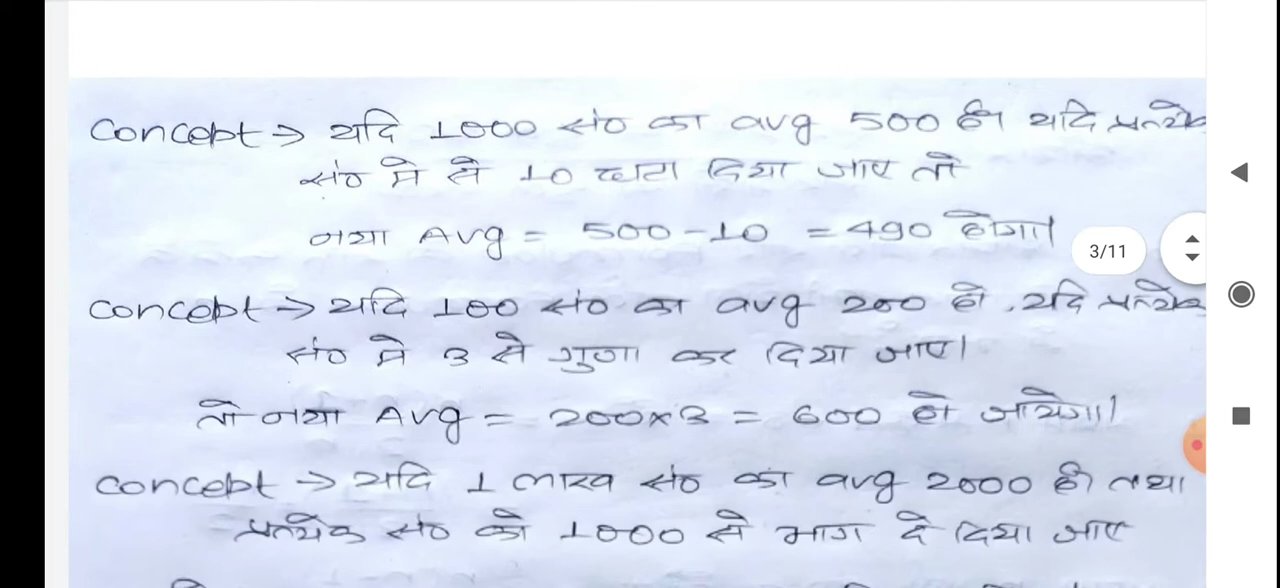 Concept → यदि 1000 सं० का avg 500 है। यदि प्रत्येक
सं० मे से 10 घटा दिया जाए तो
नया Avg = 500 - 10 = 490 होगा।
3/11
Concept → यदि 100 सं० का avg 200 हो, यदि प्रत्येक
सं० मे 3 से गुणा कर दिया जाए।
तो नया Avg = 200 × 3 = 600 हो जायेगा।
Concept → यदि 1 लाख सं० का avg 2000 है तथा
प्रत्येक सं० को 1000 से भाग दे दिया जाए